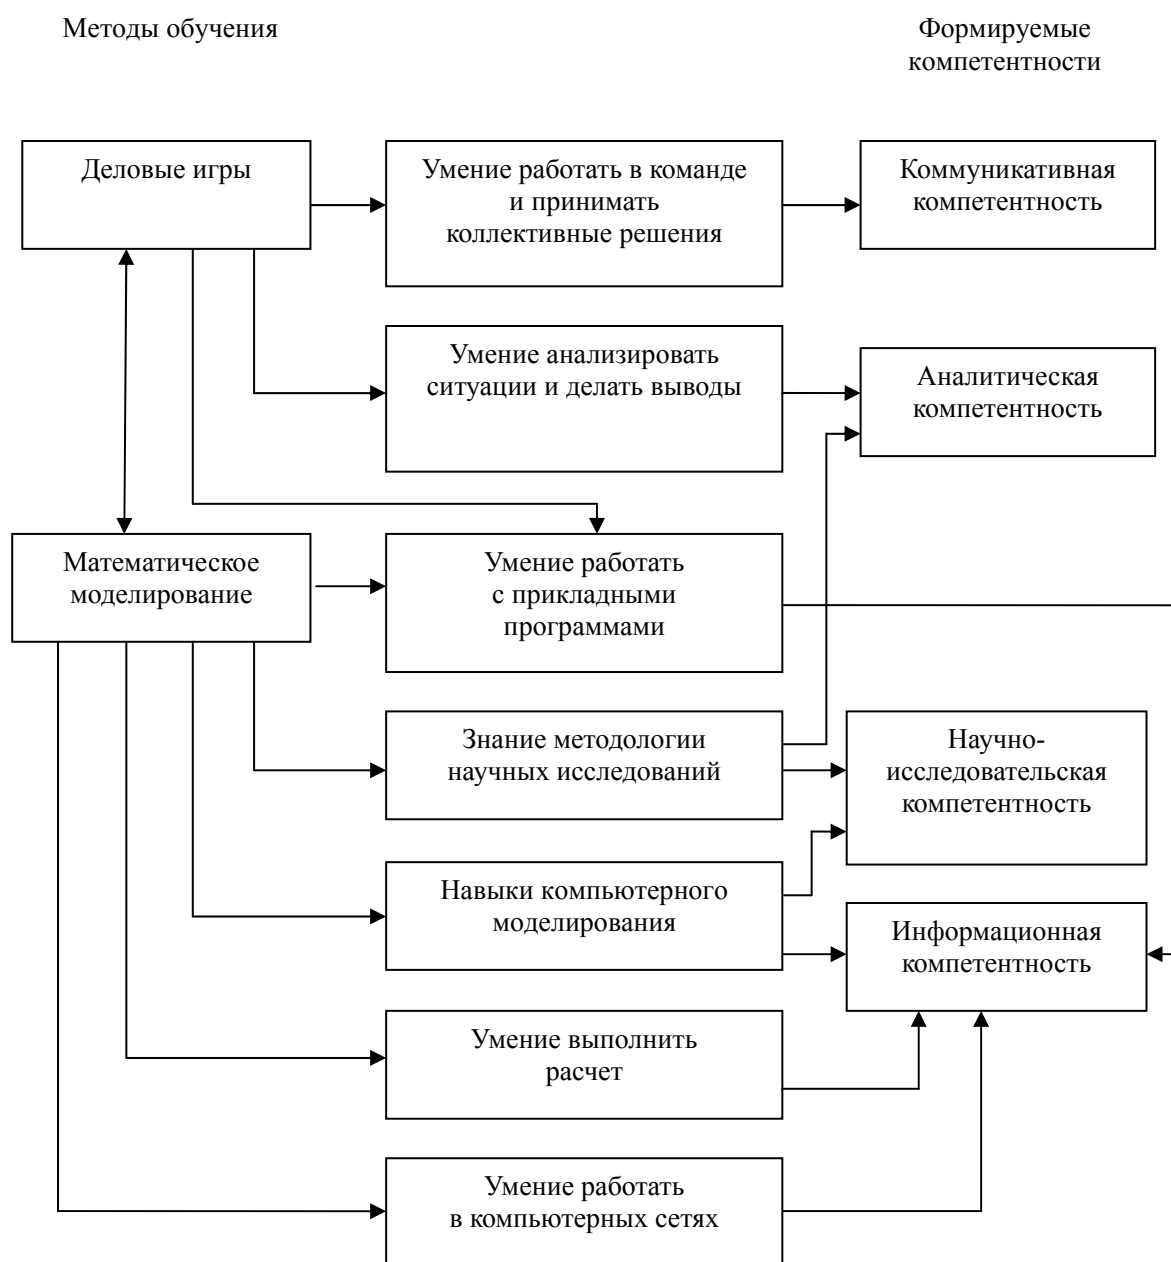 Методы обучения
Формируемые
компетентности
Деловые игры
Умение работать в команде
и принимать
коллективные решения
Коммуникативная
компетентность
Умение анализировать
ситуации и делать выводы
Аналитическая
компетентность
Математическое
моделирование
Умение работать
с прикладными
программами
Знание методологии
научных исследований
Научно-
исследовательская
компетентность
Навыки компьютерного
моделирования
Информационная
компетентность
Умение выполнить
расчет
Умение работать
в компьютерных сетях